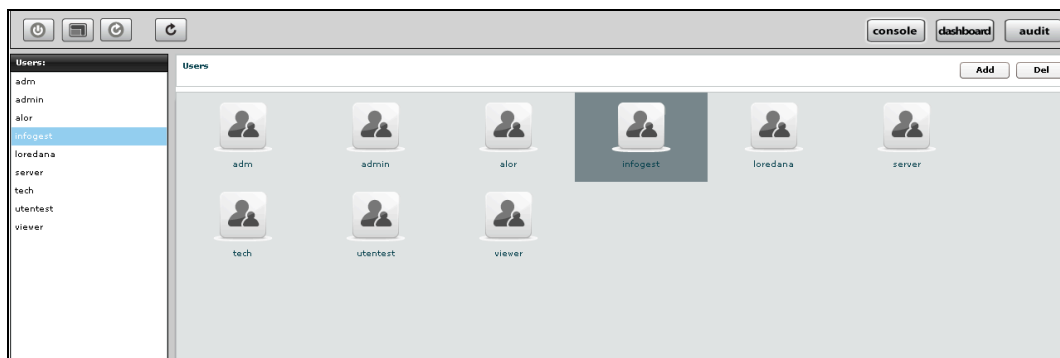 console dashboard audit
Users:
adm
admin
alor
infogest
loredana
server
tech
utentest
viewer
Users
Add Del
adm admin alor infogest loredana server
tech utentest viewer